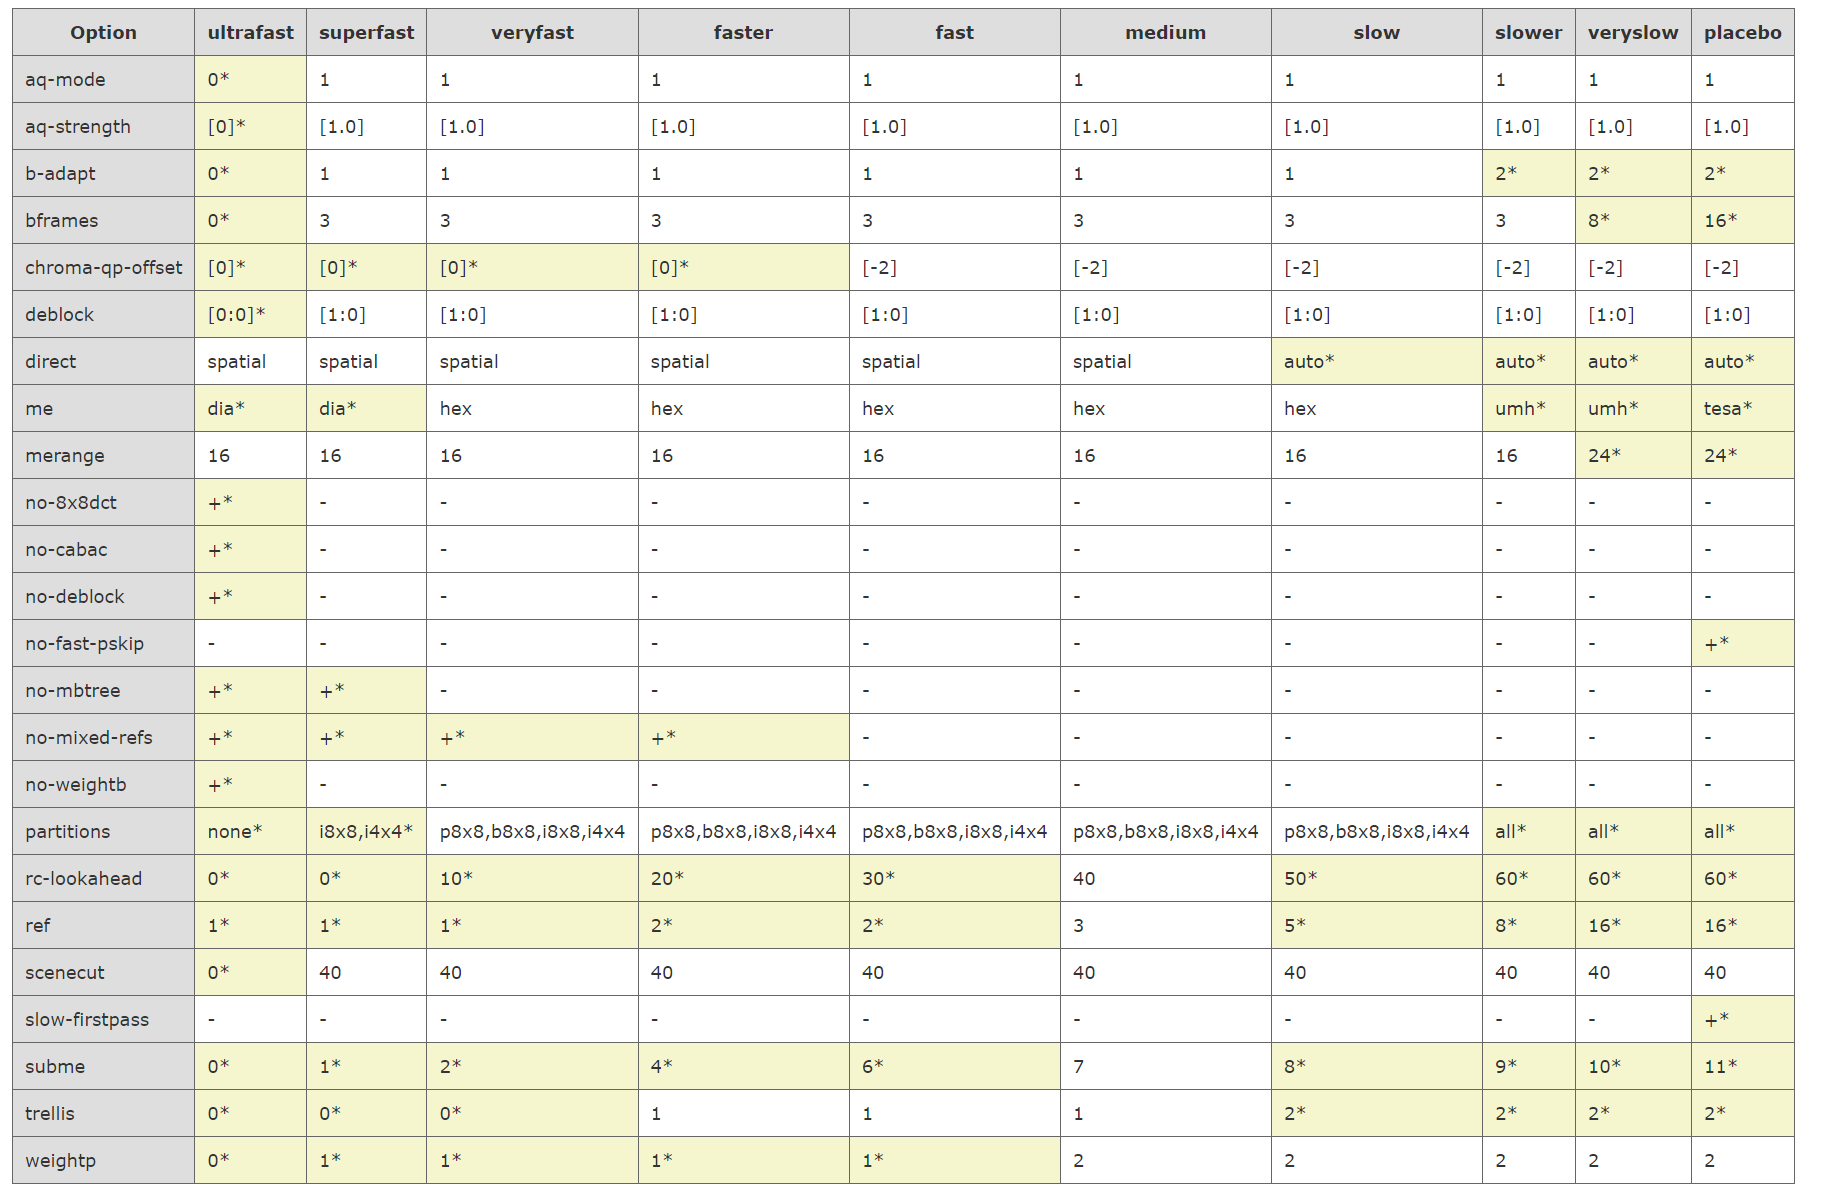 Option ultrafast superfast veryfast faster fast medium slow slower veryslow placebo
aq-mode 0* 1 1 1 1 1 1 1 1 1
aq-strength [0]* [1.0] [1.0] [1.0] [1.0] [1.0] [1.0] [1.0] [1.0] [1.0]
b-adapt 0* 1 1 1 1 1 1 2* 2* 2*
bframes 0* 3 3 3 3 3 3 3 8* 16*
chroma-qp-offset [0]* [0]* [0]* [0]* [-2] [-2] [-2] [-2] [-2] [-2]
deblock [0:0]* [1:0] [1:0] [1:0] [1:0] [1:0] [1:0] [1:0] [1:0] [1:0]
direct spatial spatial spatial spatial spatial spatial auto* auto* auto* auto*
me dia* dia* hex hex hex hex hex umh* umh* tesa*
merange 16 16 16 16 16 16 16 16 24* 24*
no-8x8dct +* - - - - - - - - -
no-cabac +* - - - - - - - - -
no-deblock +* - - - - - - - - -
no-fast-pskip - - - - - - - - - +*
no-mbtree +* +* - - - - - - - -
no-mixed-refs +* +* +* +* - - - - - -
no-weightb +* - - - - - - - - -
partitions none* i8x8,i4x4* p8x8,b8x8,i8x8,i4x4 p8x8,b8x8,i8x8,i4x4 p8x8,b8x8,i8x8,i4x4 p8x8,b8x8,i8x8,i4x4 p8x8,b8x8,i8x8,i4x4 all* all* all*
rc-lookahead 0* 0* 10* 20* 30* 40 50* 60* 60* 60*
ref 1* 1* 1* 2* 2* 3 5* 8* 16* 16*
scenecut 0* 40 40 40 40 40 40 40 40 40
slow-firstpass - - - - - - - - - +*
subme 0* 1* 2* 4* 6* 7 8* 9* 10* 11*
trellis 0* 0* 0* 1 1 1 2* 2* 2* 2*
weightp 0* 1* 1* 1* 1* 2 2 2 2 2